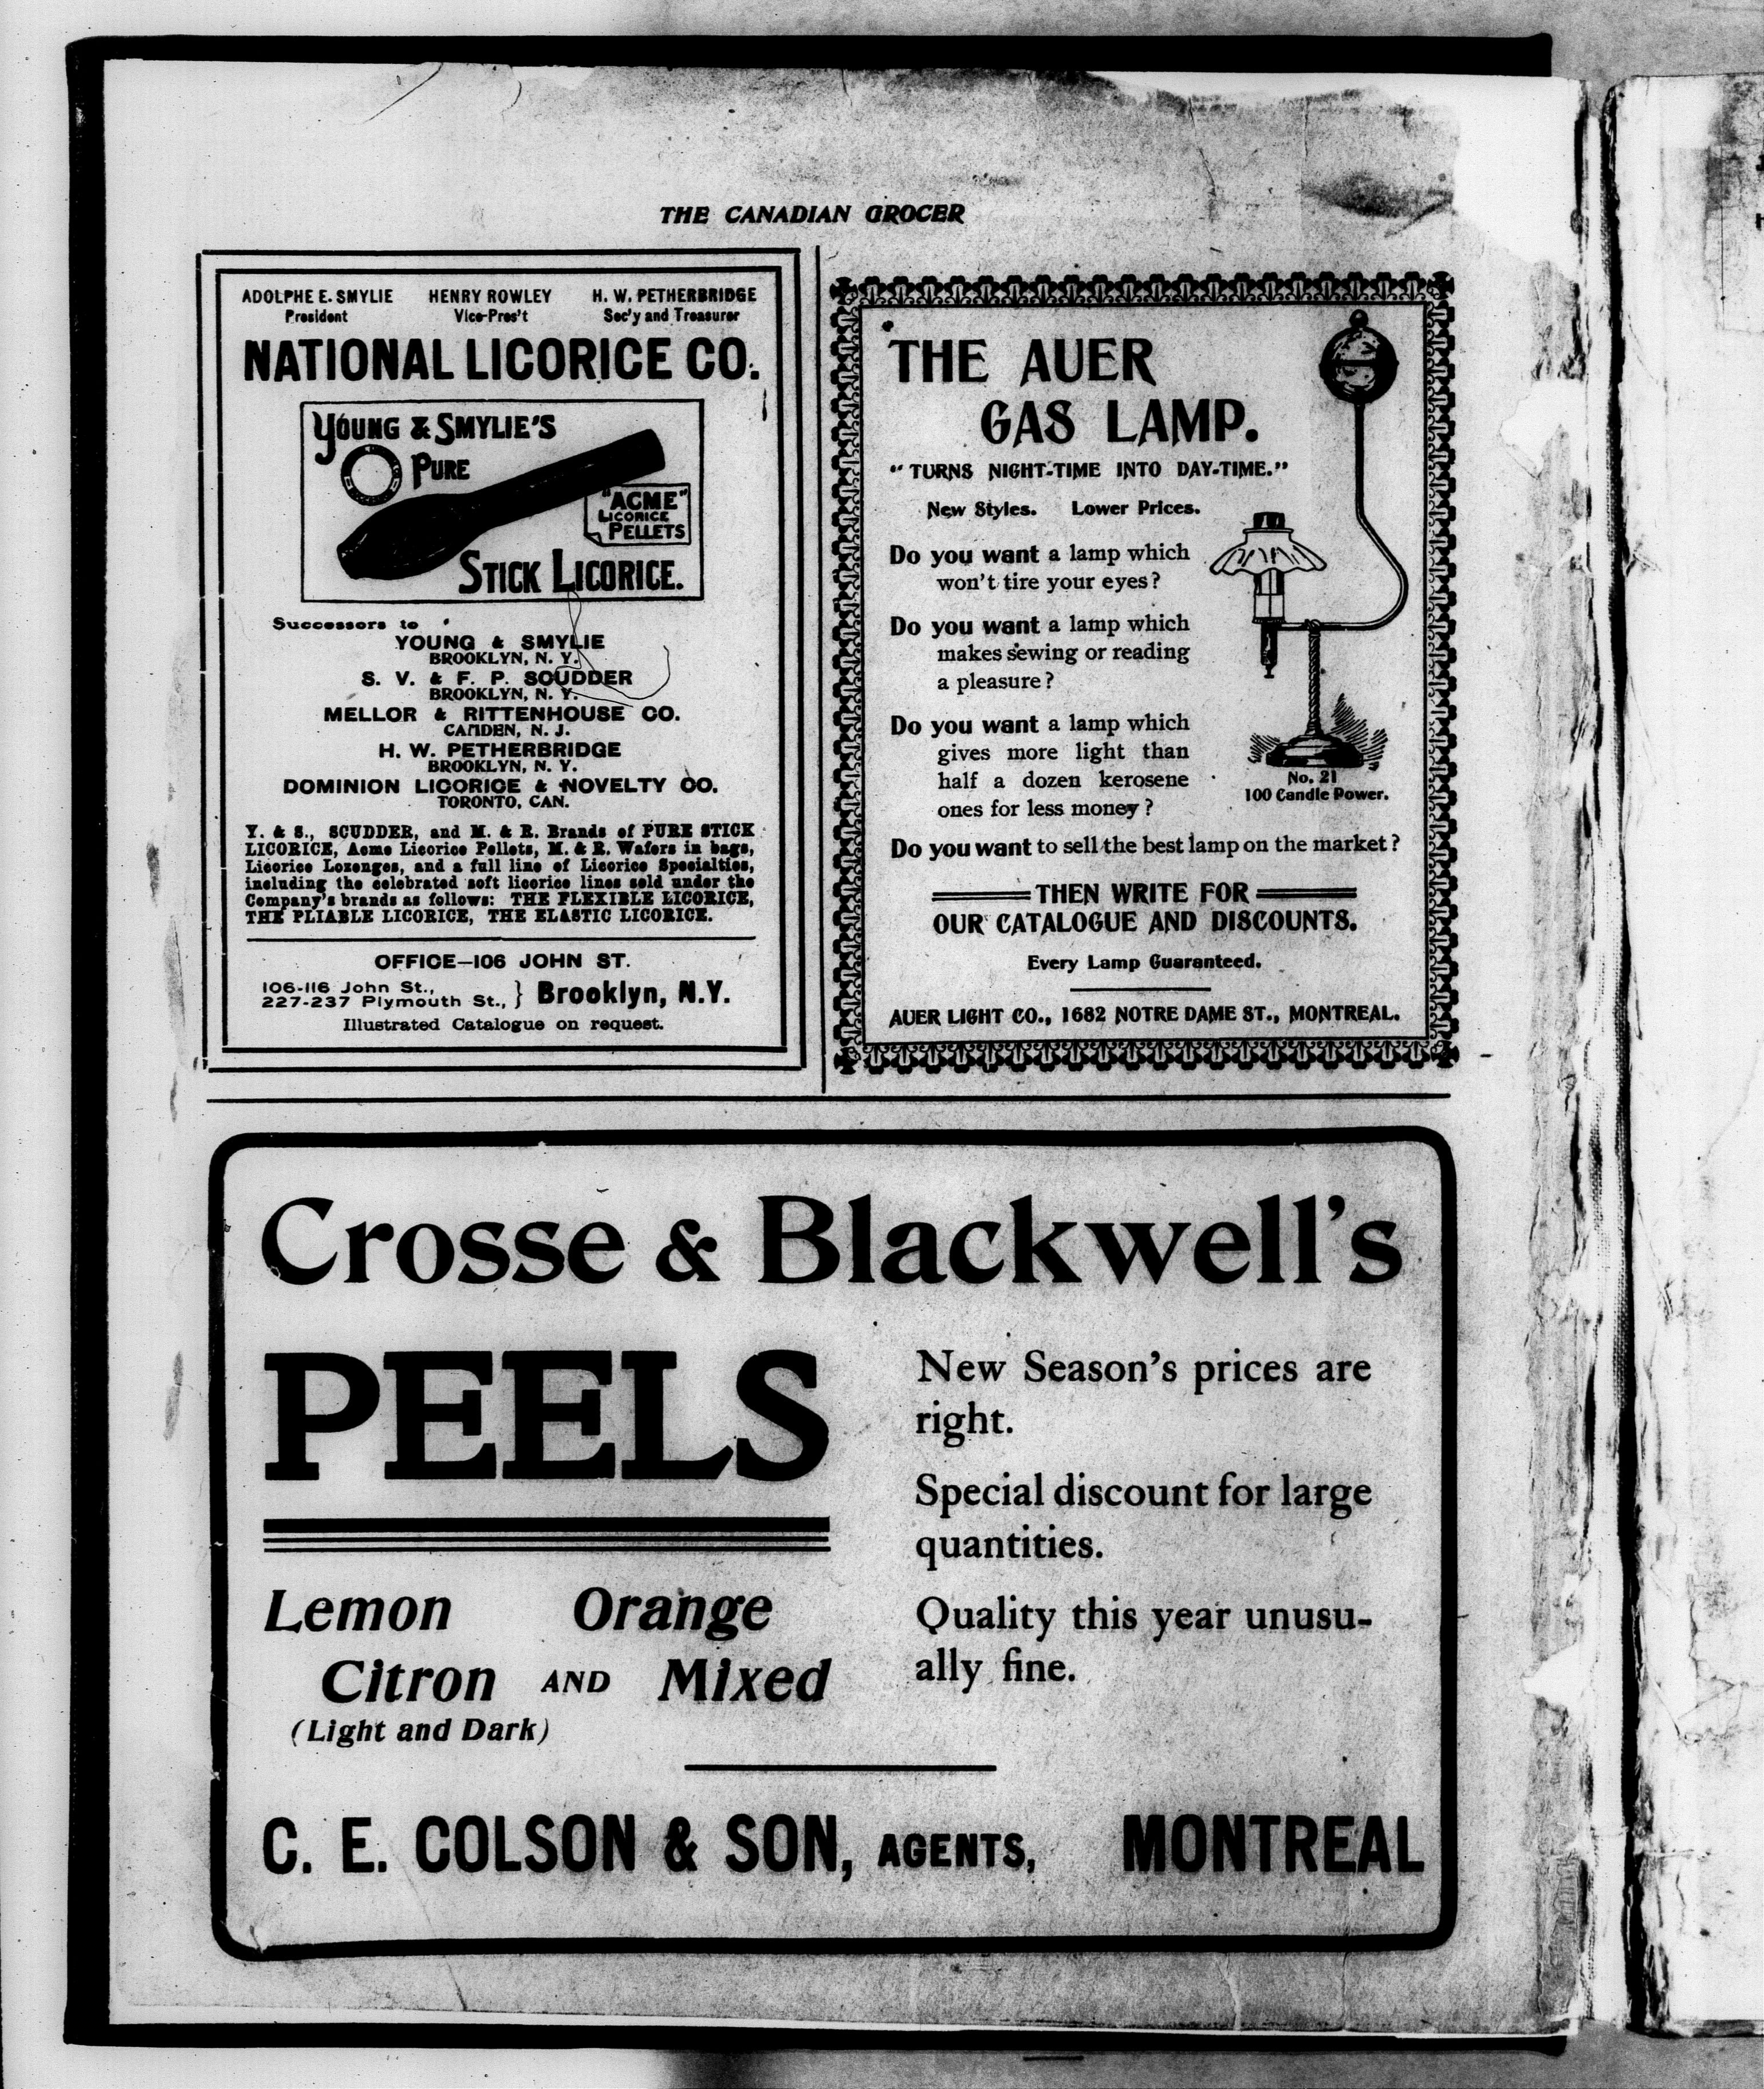 THE CANADIAN GROCER
ADOLPHE E. SMYLIE HENRY ROWLEY H. W. PETHERBRIDGE
President Vice-Pres't Sec'y and Treasurer
NATIONAL LICORICE CO.
YOUNG & SMYLIE'S
PURE
"ACME"
LICORICE
PELLETS
STICK LICORICE.
Successors to
YOUNG & SMYLIE
BROOKLYN, N. Y.
S. V. & F. P. SCUDDER
BROOKLYN, N. Y.
MELLOR & RITTENHOUSE CO.
CAMDEN, N. J.
H. W. PETHERBRIDGE
BROOKLYN, N. Y.
DOMINION LICORICE & NOVELTY CO.
TORONTO, CAN.
Y. & S., SCUDDER, and M. & R. Brands of PURE STICK
LICORICE, Acme Licorice Pellets, M. & R. Wafers in bags,
Licorice Lozenges, and a full line of Licorice Specialties,
including the celebrated soft licorice lines sold under the
Company's brands as follows: THE FLEXIBLE LICORICE,
THE PLIABLE LICORICE, THE ELASTIC LICORICE.
OFFICE—106 JOHN ST.
106-116 John St.,
227-237 Plymouth St., } Brooklyn, N.Y.
Illustrated Catalogue on request.
THE AUER
GAS LAMP.
"TURNS NIGHT-TIME INTO DAY-TIME."
New Styles. Lower Prices.
Do you want a lamp which
won't tire your eyes?
Do you want a lamp which
makes sewing or reading
a pleasure?
Do you want a lamp which
gives more light than
half a dozen kerosene
ones for less money?
No. 21
100 Candle Power.
Do you want to sell the best lamp on the market?
THEN WRITE FOR
OUR CATALOGUE AND DISCOUNTS.
Every Lamp Guaranteed.
AUER LIGHT CO., 1682 NOTRE DAME ST., MONTREAL.
Crosse & Blackwell's
PEELS
Lemon Orange
Citron AND Mixed
(Light and Dark)
New Season's prices are
right.
Special discount for large
quantities.
Quality this year unusu-
ally fine.
C. E. COLSON & SON, AGENTS, MONTREAL